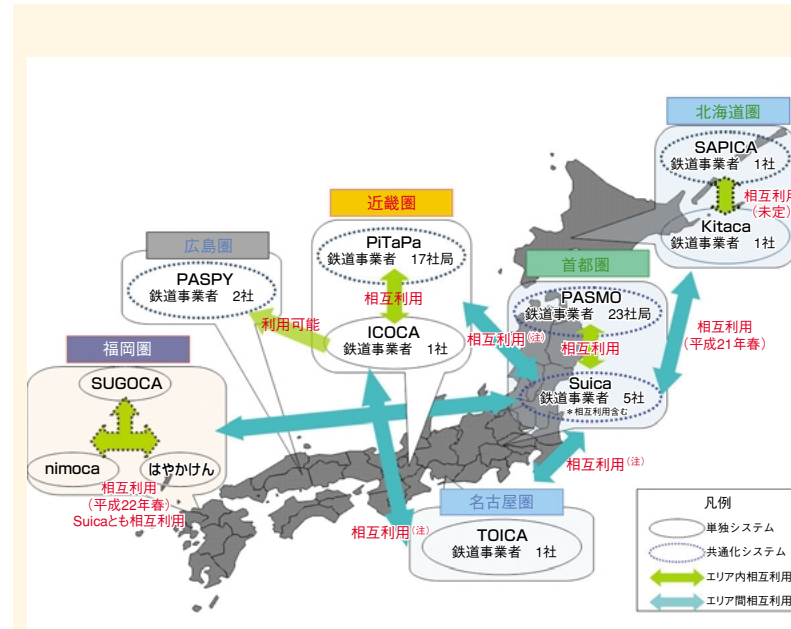 北海道圏
SAPICA
鉄道事業者 1社
相互利用
(未定)
Kitaca
鉄道事業者 1社
近畿圏
PiTaPa
鉄道事業者 17社局
相互利用
ICOCA
鉄道事業者 1社
広島圏
PASPY
鉄道事業者 2社
利用可能
首都圏
PASMO
鉄道事業者 23社局
相互利用
Suica
鉄道事業者 5社
*相互利用含む
相互利用(注)
相互利用
(平成21年春)
福岡圏
SUGOCA
nimoca
はやかけん
相互利用
(平成22年春)
Suicaとも相互利用
相互利用(注)
相互利用(注)
名古屋圏
TOICA
鉄道事業者 1社
凡例
単独システム
共通化システム
エリア内相互利用
エリア間相互利用